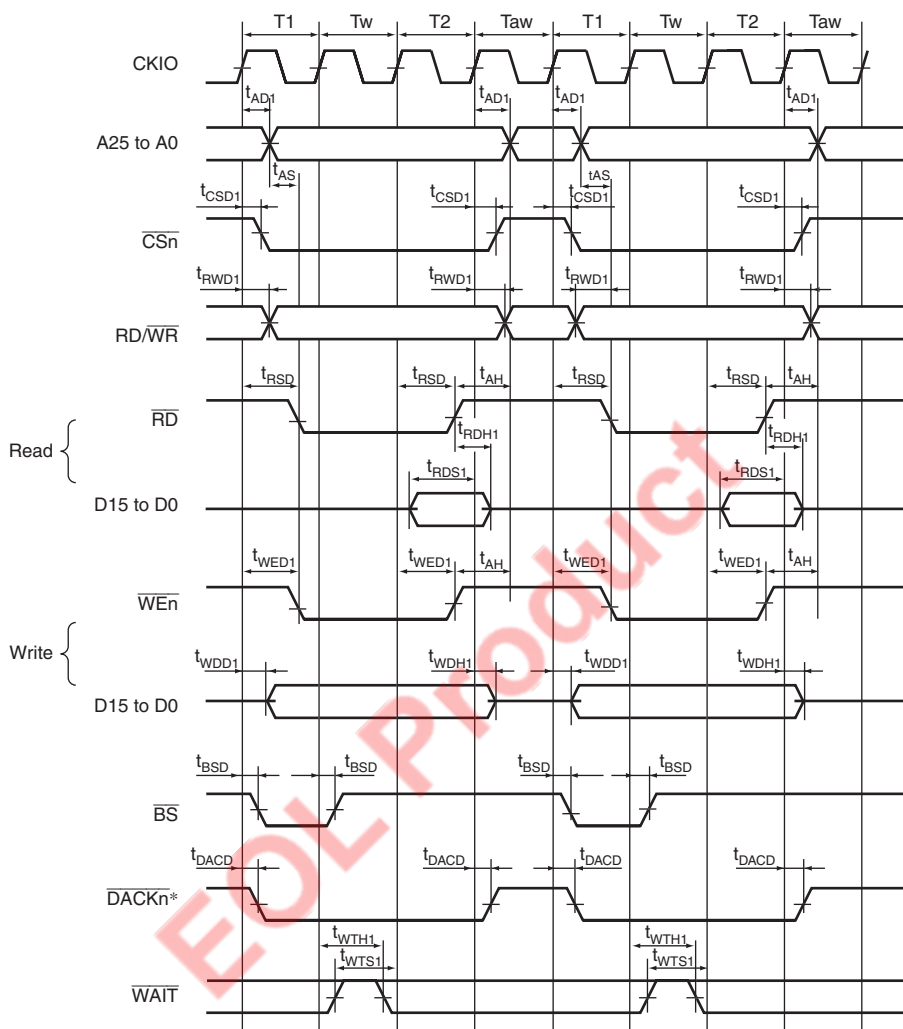 T1 Tw T2 Taw T1 Tw T2 Taw
CKIO
tAD1 tAD1 tAD1 tAD1
A25 to A0
tAS tAS
tCSD1 tCSD1 tCSD1 tCSD1
CSn
tRWD1 tRWD1 tRWD1 tRWD1
RD/WR
tRSD tRSD tAH tRSD tRSD tAH
RD
tRDH1 tRDH1
Read
tRDS1 tRDS1
D15 to D0
tWED1 tWED1 tAH tWED1 tWED1 tAH
WEn
Write
tWDD1 tWDH1 tWDD1 tWDH1
D15 to D0
tBSD tBSD tBSD tBSD
BS
tDACD tDACD tDACD tDACD
DACKn*
tWTH1 tWTH1
tWTS1 tWTS1
WAIT
EOL Product